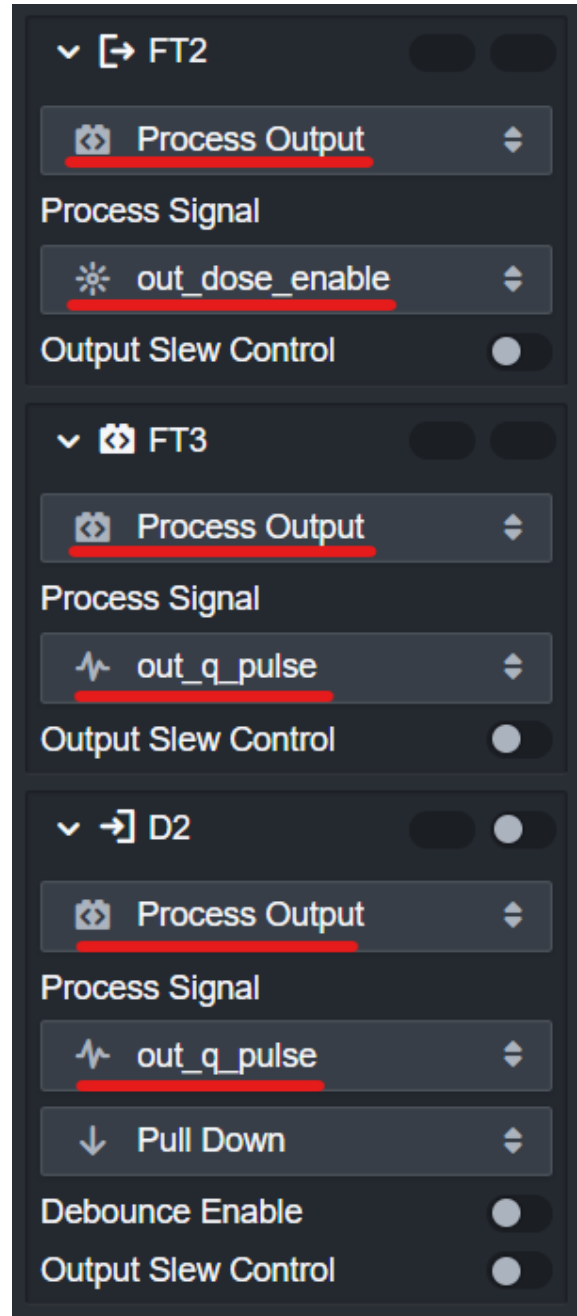 FT2
Process Output
Process Signal
out_dose_enable
Output Slew Control
FT3
Process Output
Process Signal
out_q_pulse
Output Slew Control
D2
Process Output
Process Signal
out_q_pulse
Pull Down
Debounce Enable
Output Slew Control